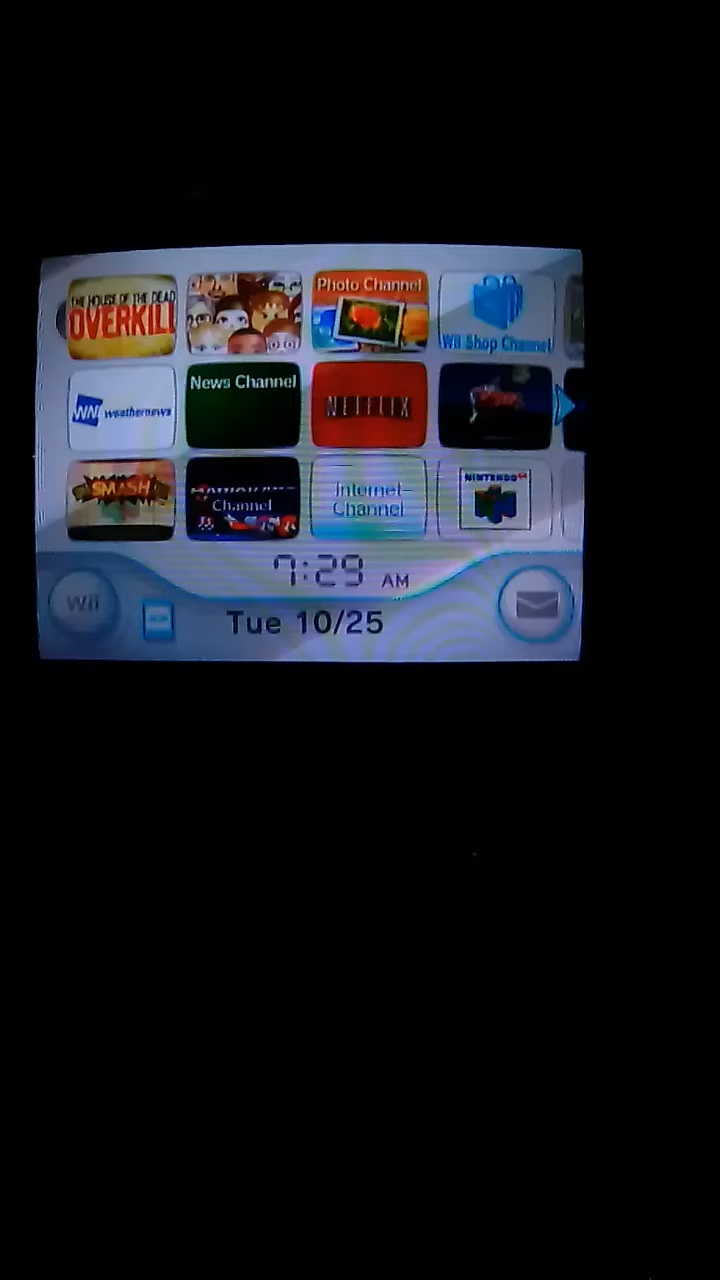 THE HOUSE OF THE DEAD
OVERKILL
Photo Channel
Wii Shop Channel
WN weathernews
News Channel
NETFLIX
SMASH
Channel
Internet
Channel
NINTENDO64
7:29 AM
Wii
Tue 10/25